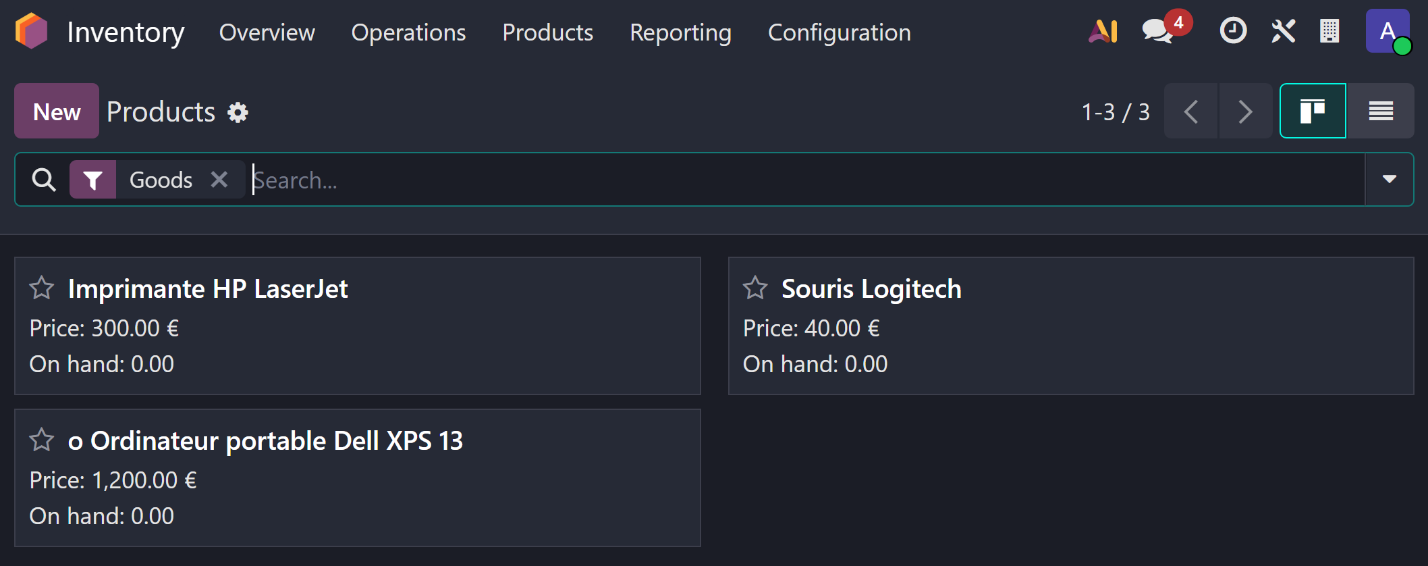 Inventory Overview Operations Products Reporting Configuration AI 4 A
New Products 1-3 / 3
Goods Search...
Imprimante HP LaserJet
Price: 300.00 €
On hand: 0.00
Souris Logitech
Price: 40.00 €
On hand: 0.00
o Ordinateur portable Dell XPS 13
Price: 1,200.00 €
On hand: 0.00